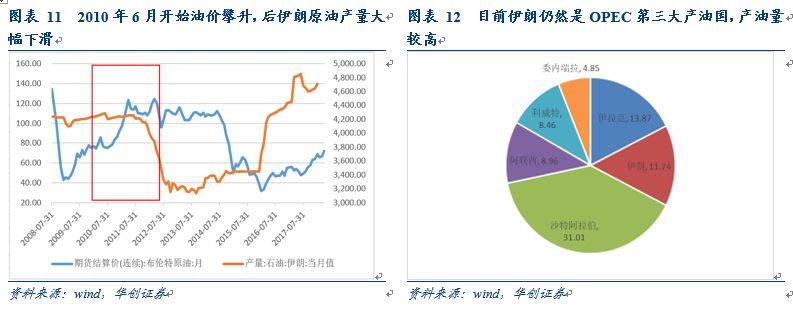 图表 11 2010 年 6 月开始油价攀升，后伊朗原油产量大
幅下滑
160.00
140.00
120.00
100.00
80.00
60.00
40.00
20.00
5,000.00
4,800.00
4,600.00
4,400.00
4,200.00
4,000.00
3,800.00
3,600.00
3,400.00
3,200.00
3,000.00
2008-07-31
2009-07-31
2010-07-31
2011-07-31
2012-07-31
2013-07-31
2014-07-31
2015-07-31
2016-07-31
2017-07-31
期货结算价(连续):布伦特原油:月
产量:石油:伊朗:当月值
资料来源：wind，华创证券
图表 12 目前伊朗仍然是 OPEC 第三大产油国，产油量
较高
委内瑞拉, 4.85
伊拉克, 13.87
科威特,
8.46
阿联酋, 8.96
伊朗, 11.74
沙特阿拉伯,
31.01
资料来源：wind，华创证券